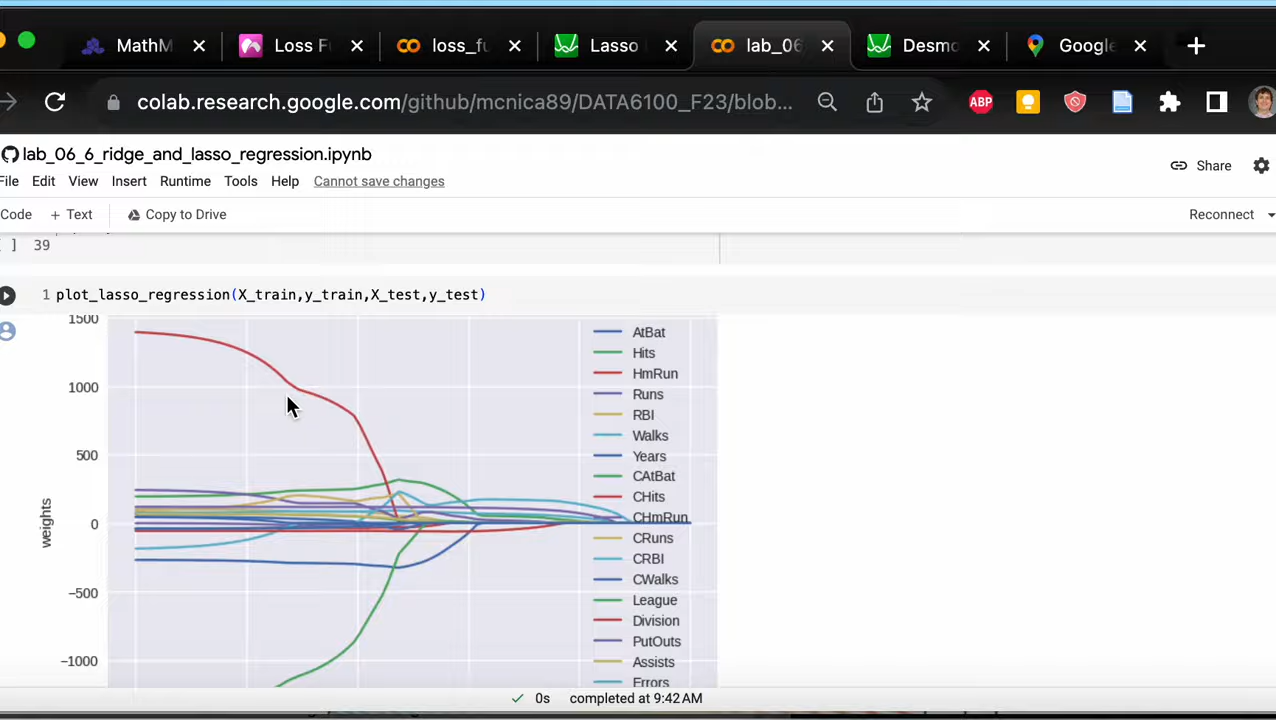 MathM
Loss F
loss_fu
Lasso
lab_06
Desmo
Google
colab.research.google.com/github/mcnica89/DATA6100_F23/blob...
ABP
lab_06_6_ridge_and_lasso_regression.ipynb
Share
File Edit View Insert Runtime Tools Help Cannot save changes
Code + Text Copy to Drive
Reconnect
] 39
1 plot_lasso_regression(X_train,y_train,X_test,y_test)
1500
1000
500
0
−500
−1000
weights
AtBat
Hits
HmRun
Runs
RBI
Walks
Years
CAtBat
CHits
CHmRun
CRuns
CRBI
CWalks
League
Division
PutOuts
Assists
Errors
0s completed at 9:42 AM